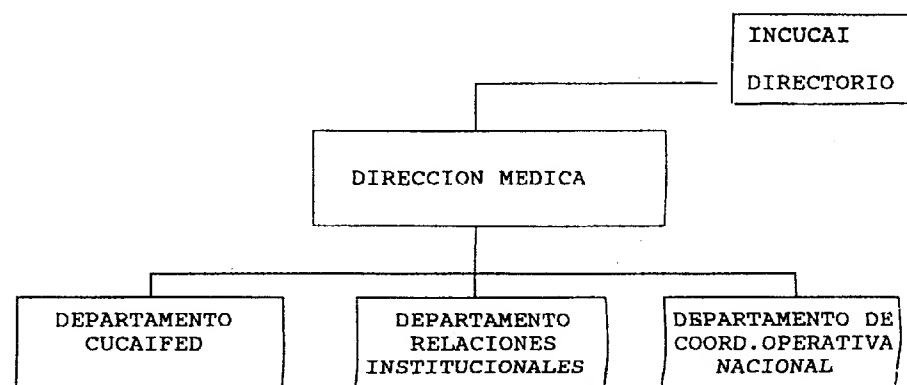 INCUCAI
DIRECTORIO
DIRECCION MEDICA
DEPARTAMENTO
CUCAIFED
DEPARTAMENTO
RELACIONES
INSTITUCIONALES
DEPARTAMENTO DE
COORD.OPERATIVA
NACIONAL